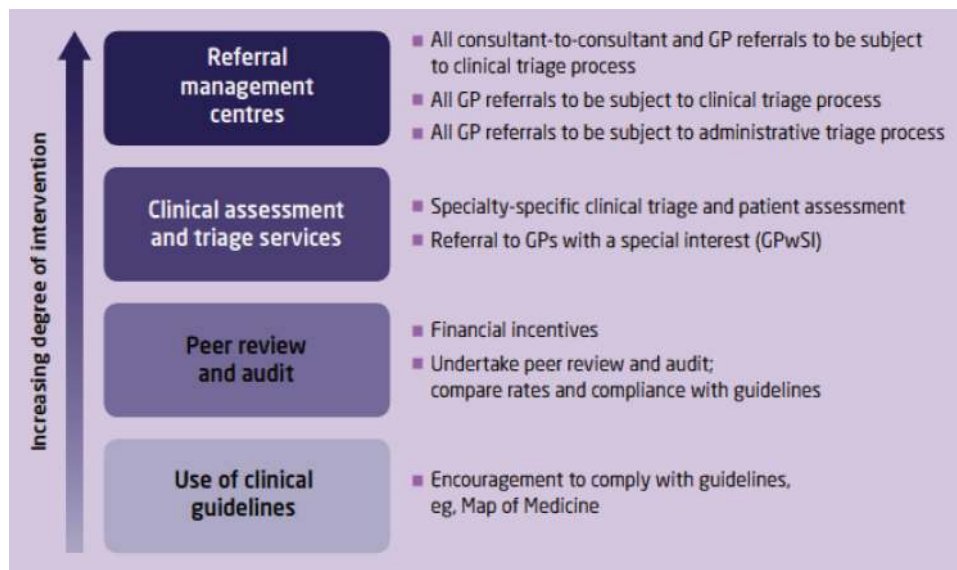 Increasing degree of intervention
Referral
management
centres
■ All consultant-to-consultant and GP referrals to be subject
to clinical triage process
■ All GP referrals to be subject to clinical triage process
■ All GP referrals to be subject to administrative triage process
Clinical assessment
and triage services
■ Specialty-specific clinical triage and patient assessment
■ Referral to GPs with a special interest (GPwSI)
Peer review
and audit
■ Financial incentives
■ Undertake peer review and audit;
compare rates and compliance with guidelines
Use of clinical
guidelines
■ Encouragement to comply with guidelines,
eg, Map of Medicine